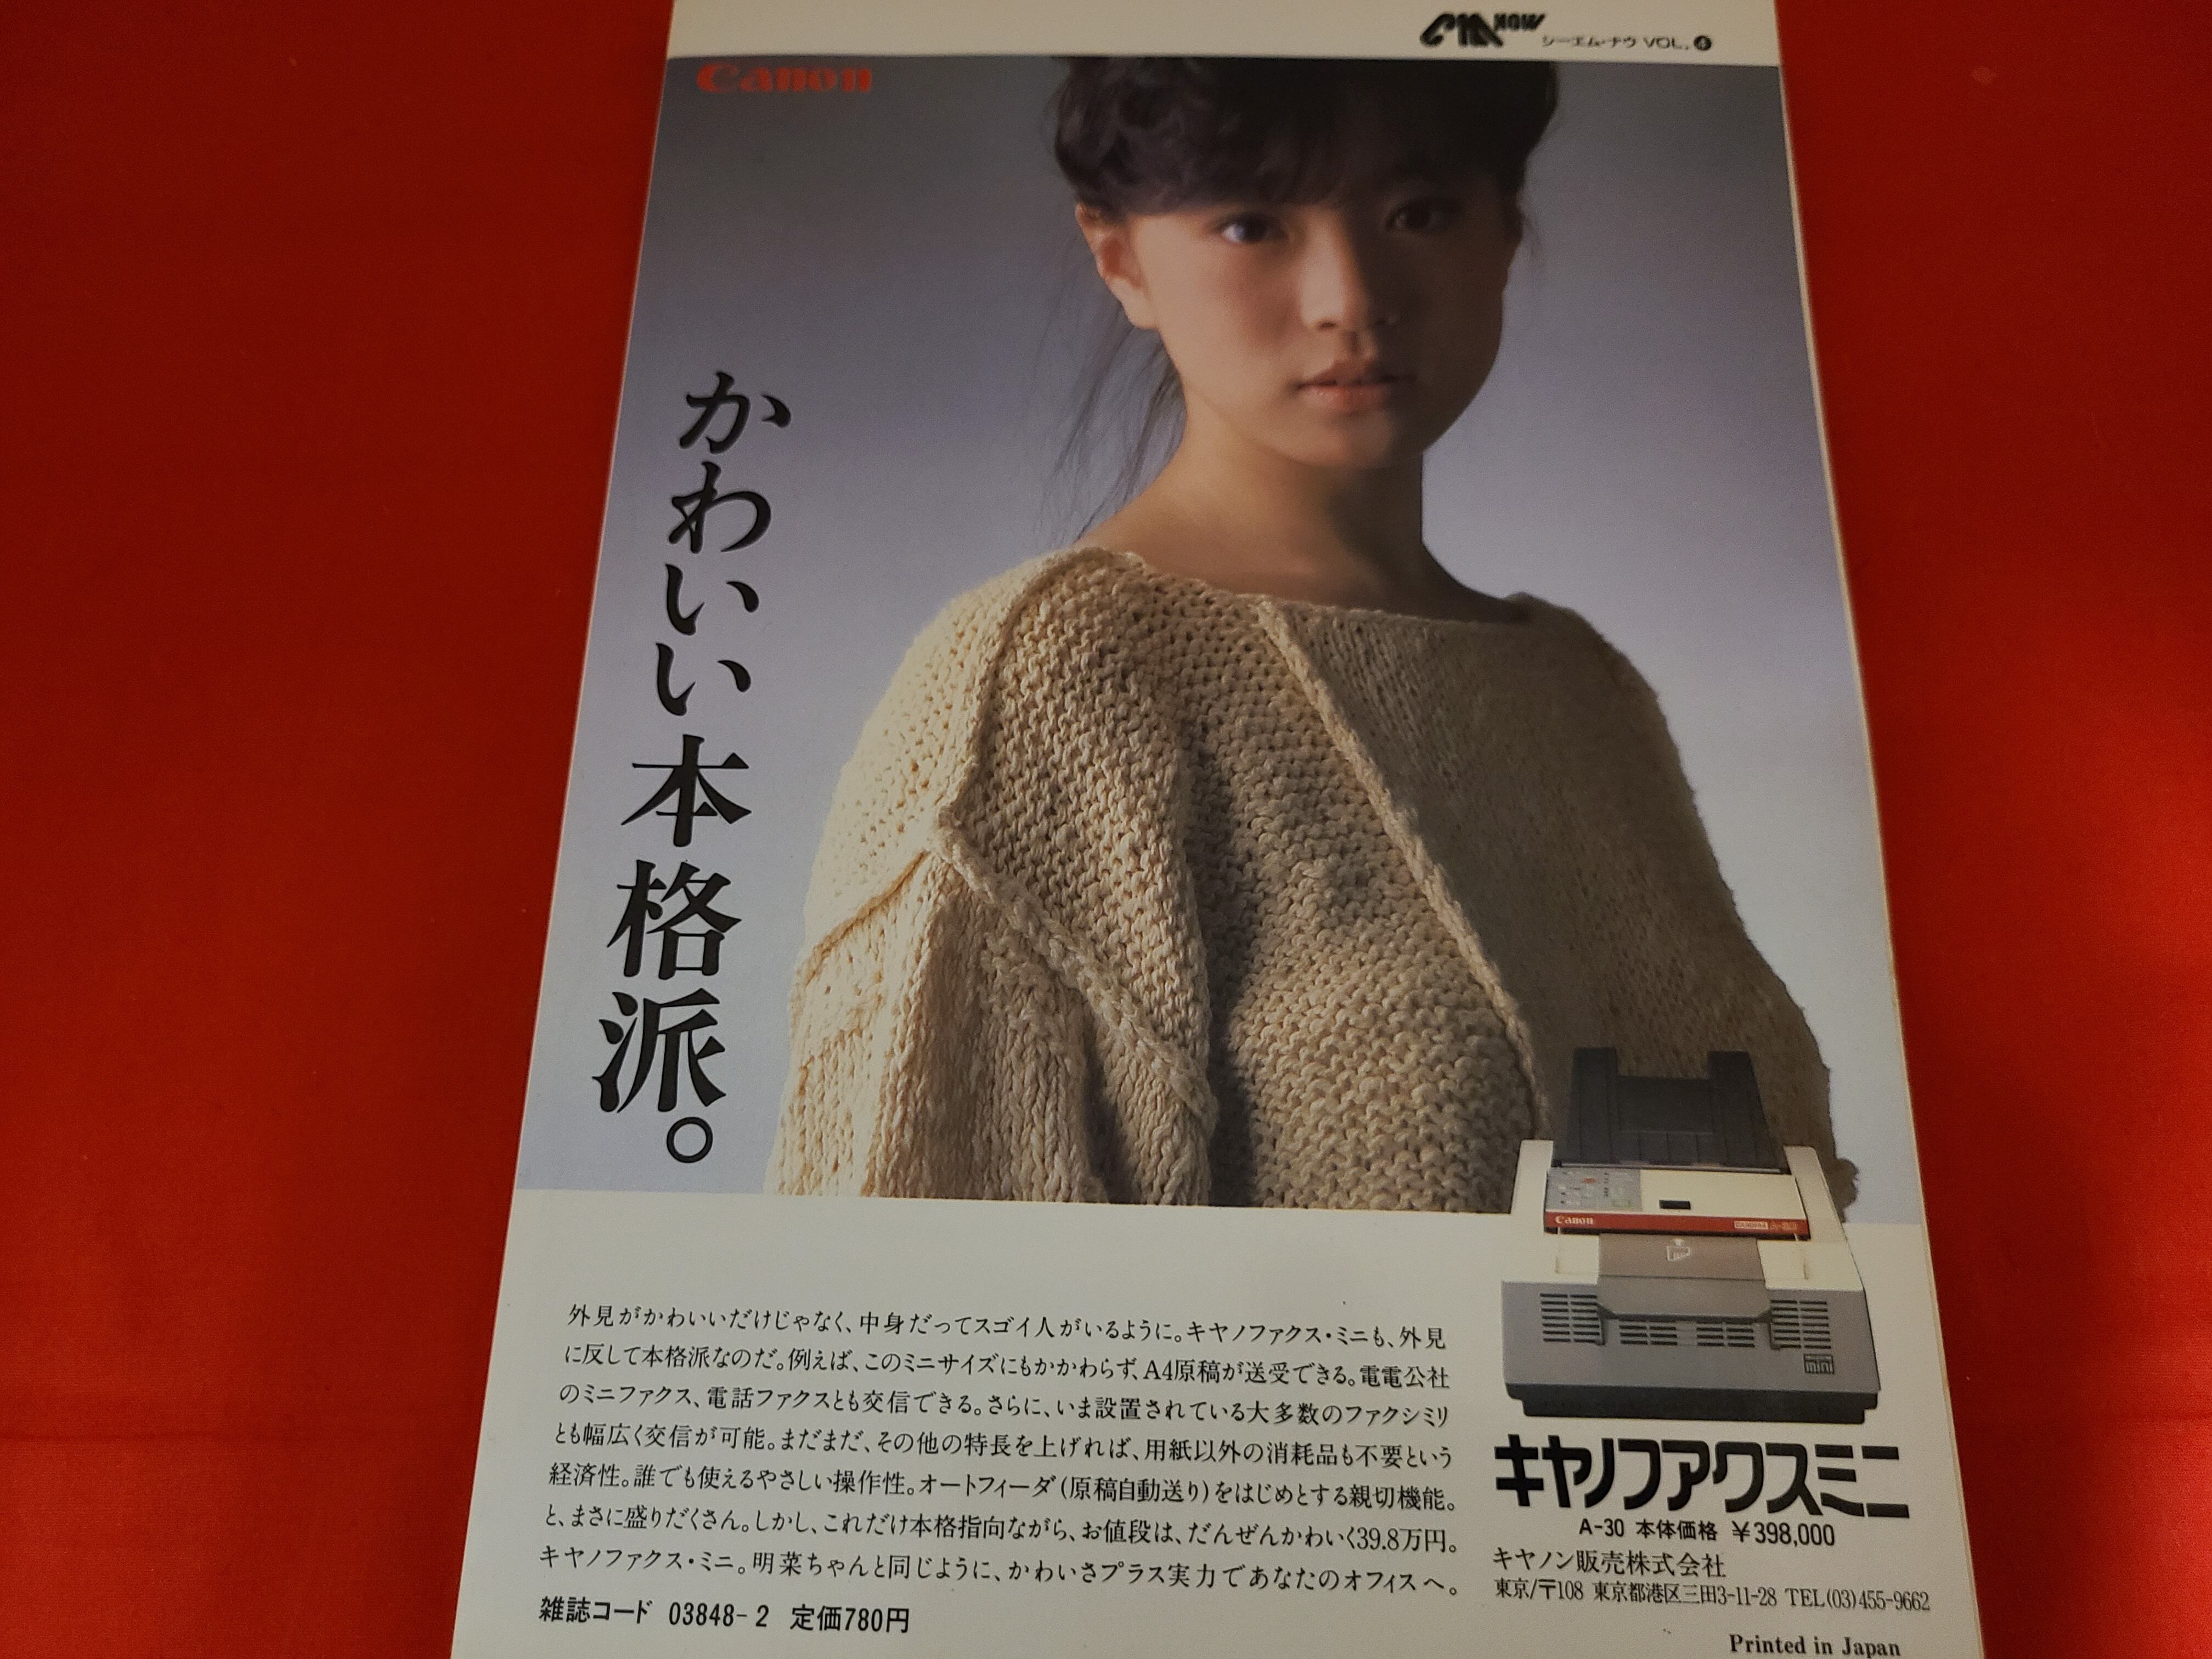 CM NOW
シーエム・ナウ VOL. 4
Canon
かわいい本格派。
Canon
mini
外見がかわいいだけじゃなく、中身だってスゴイ人がいるように。キヤノファクス・ミニも、外見
に反して本格派なのだ。例えば、このミニサイズにもかかわらず、A4原稿が送受できる。電電公社
のミニファクス、電話ファクスとも交信できる。さらに、いま設置されている大多数のファクシミリ
とも幅広く交信が可能。まだまだ、その他の特長を上げれば、用紙以外の消耗品も不要という
経済性。誰でも使えるやさしい操作性。オートフィーダ(原稿自動送り)をはじめとする親切機能。
と、まさに盛りだくさん。しかし、これだけ本格指向ながら、お値段は、だんぜんかわいく39.8万円。
キヤノファクス・ミニ。明菜ちゃんと同じように、かわいさプラス実力であなたのオフィスへ。
キヤノファクスミニ
A-30 本体価格 ¥398,000
キヤノン販売株式会社
東京/〒108 東京都港区三田3-11-28 TEL(03)455-9662
雑誌コード 03848-2 定価780円
Printed in Japan